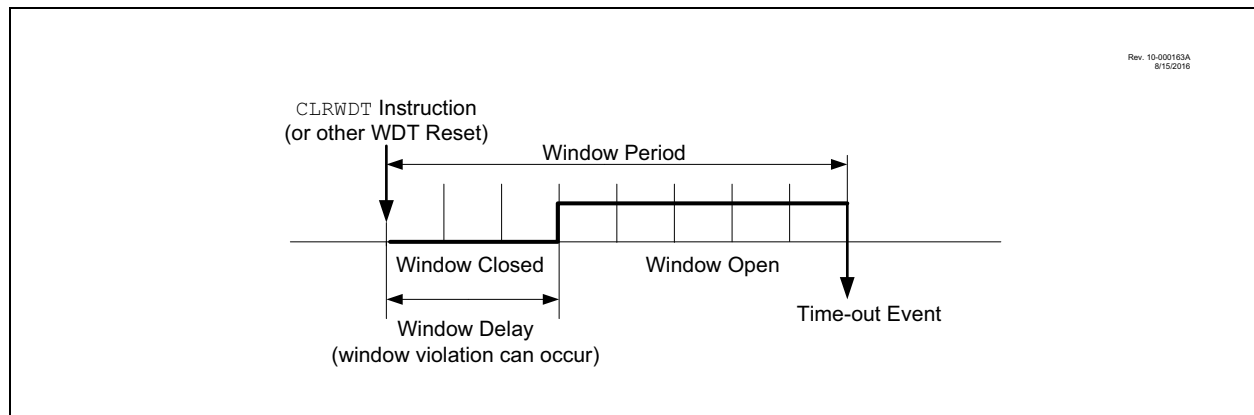 Rev. 10-000163A
8/15/2016
CLRWDT Instruction
(or other WDT Reset)
Window Period
Window Closed
Window Open
Window Delay
(window violation can occur)
Time-out Event